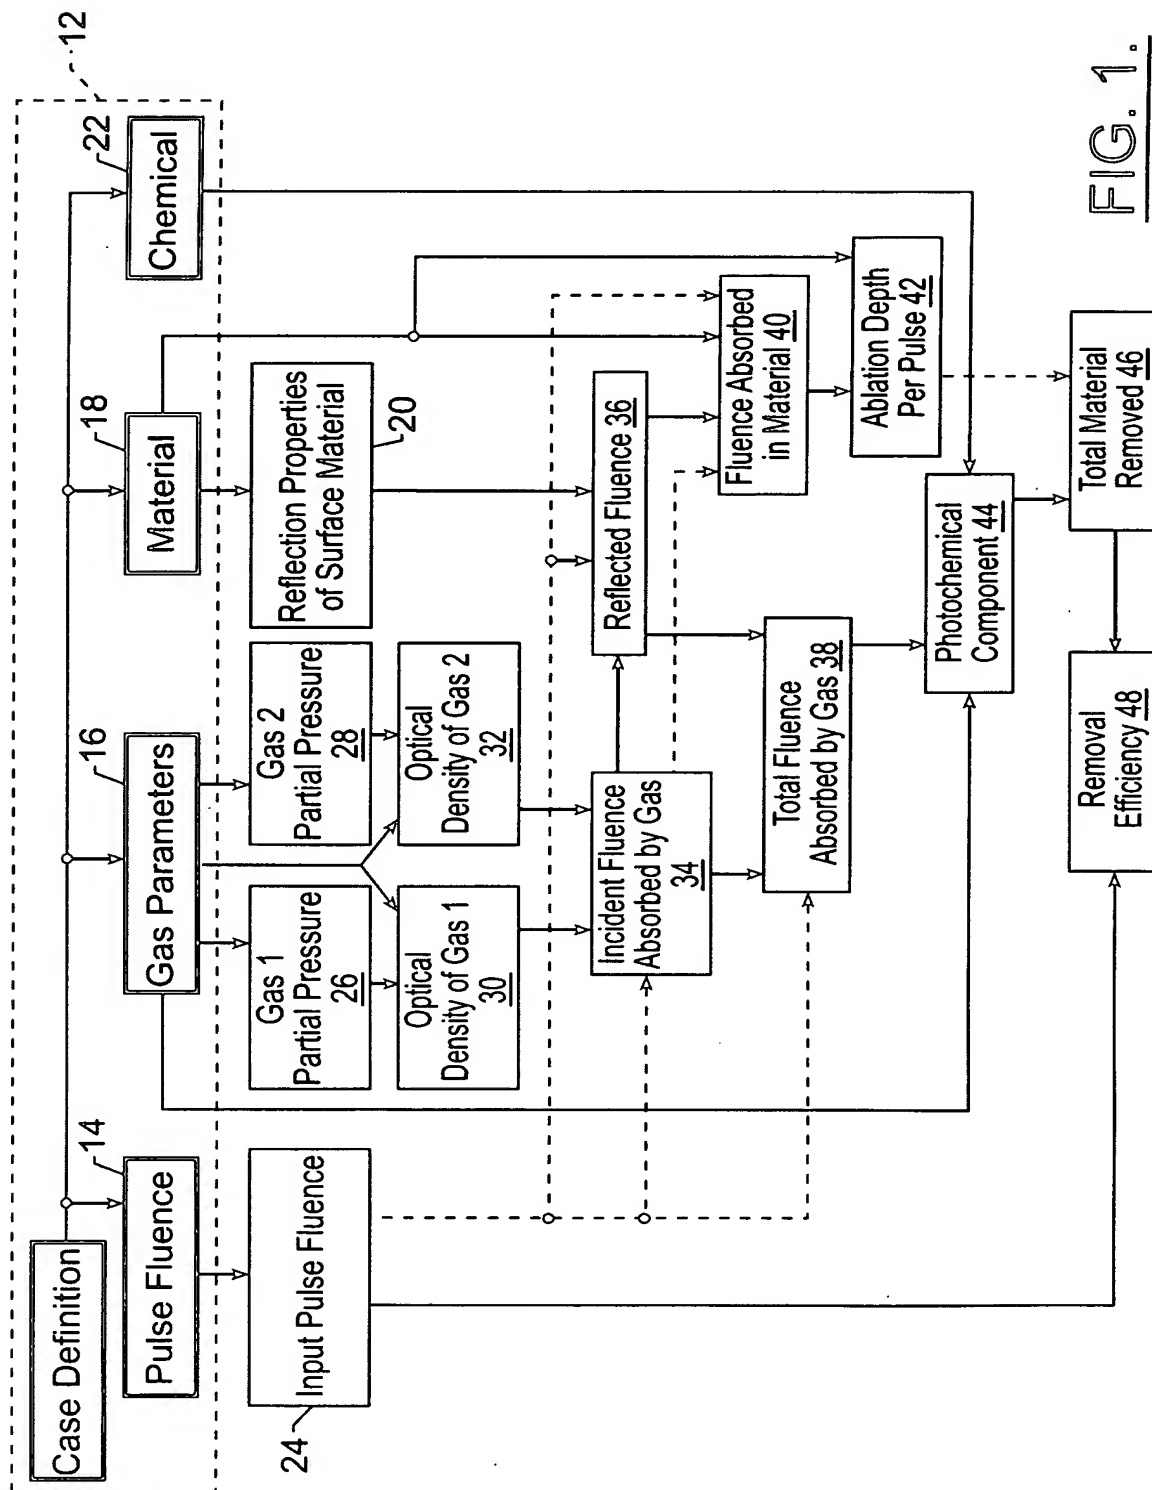 12
Case Definition
14
Pulse Fluence
16
Gas Parameters
18
Material
22
Chemical
24
Input Pulse Fluence
Gas 1
Partial Pressure
26
Gas 2
Partial Pressure
28
Reflection Properties
of Surface Material
20
Optical
Density of Gas 1
30
Optical
Density of Gas 2
32
Incident Fluence
Absorbed by Gas
34
Reflected Fluence 36
Total Fluence
Absorbed by Gas 38
Fluence Absorbed
in Material 40
Ablation Depth
Per Pulse 42
Photochemical
Component 44
Total Material
Removed 46
Removal
Efficiency 48
FIG. 1.